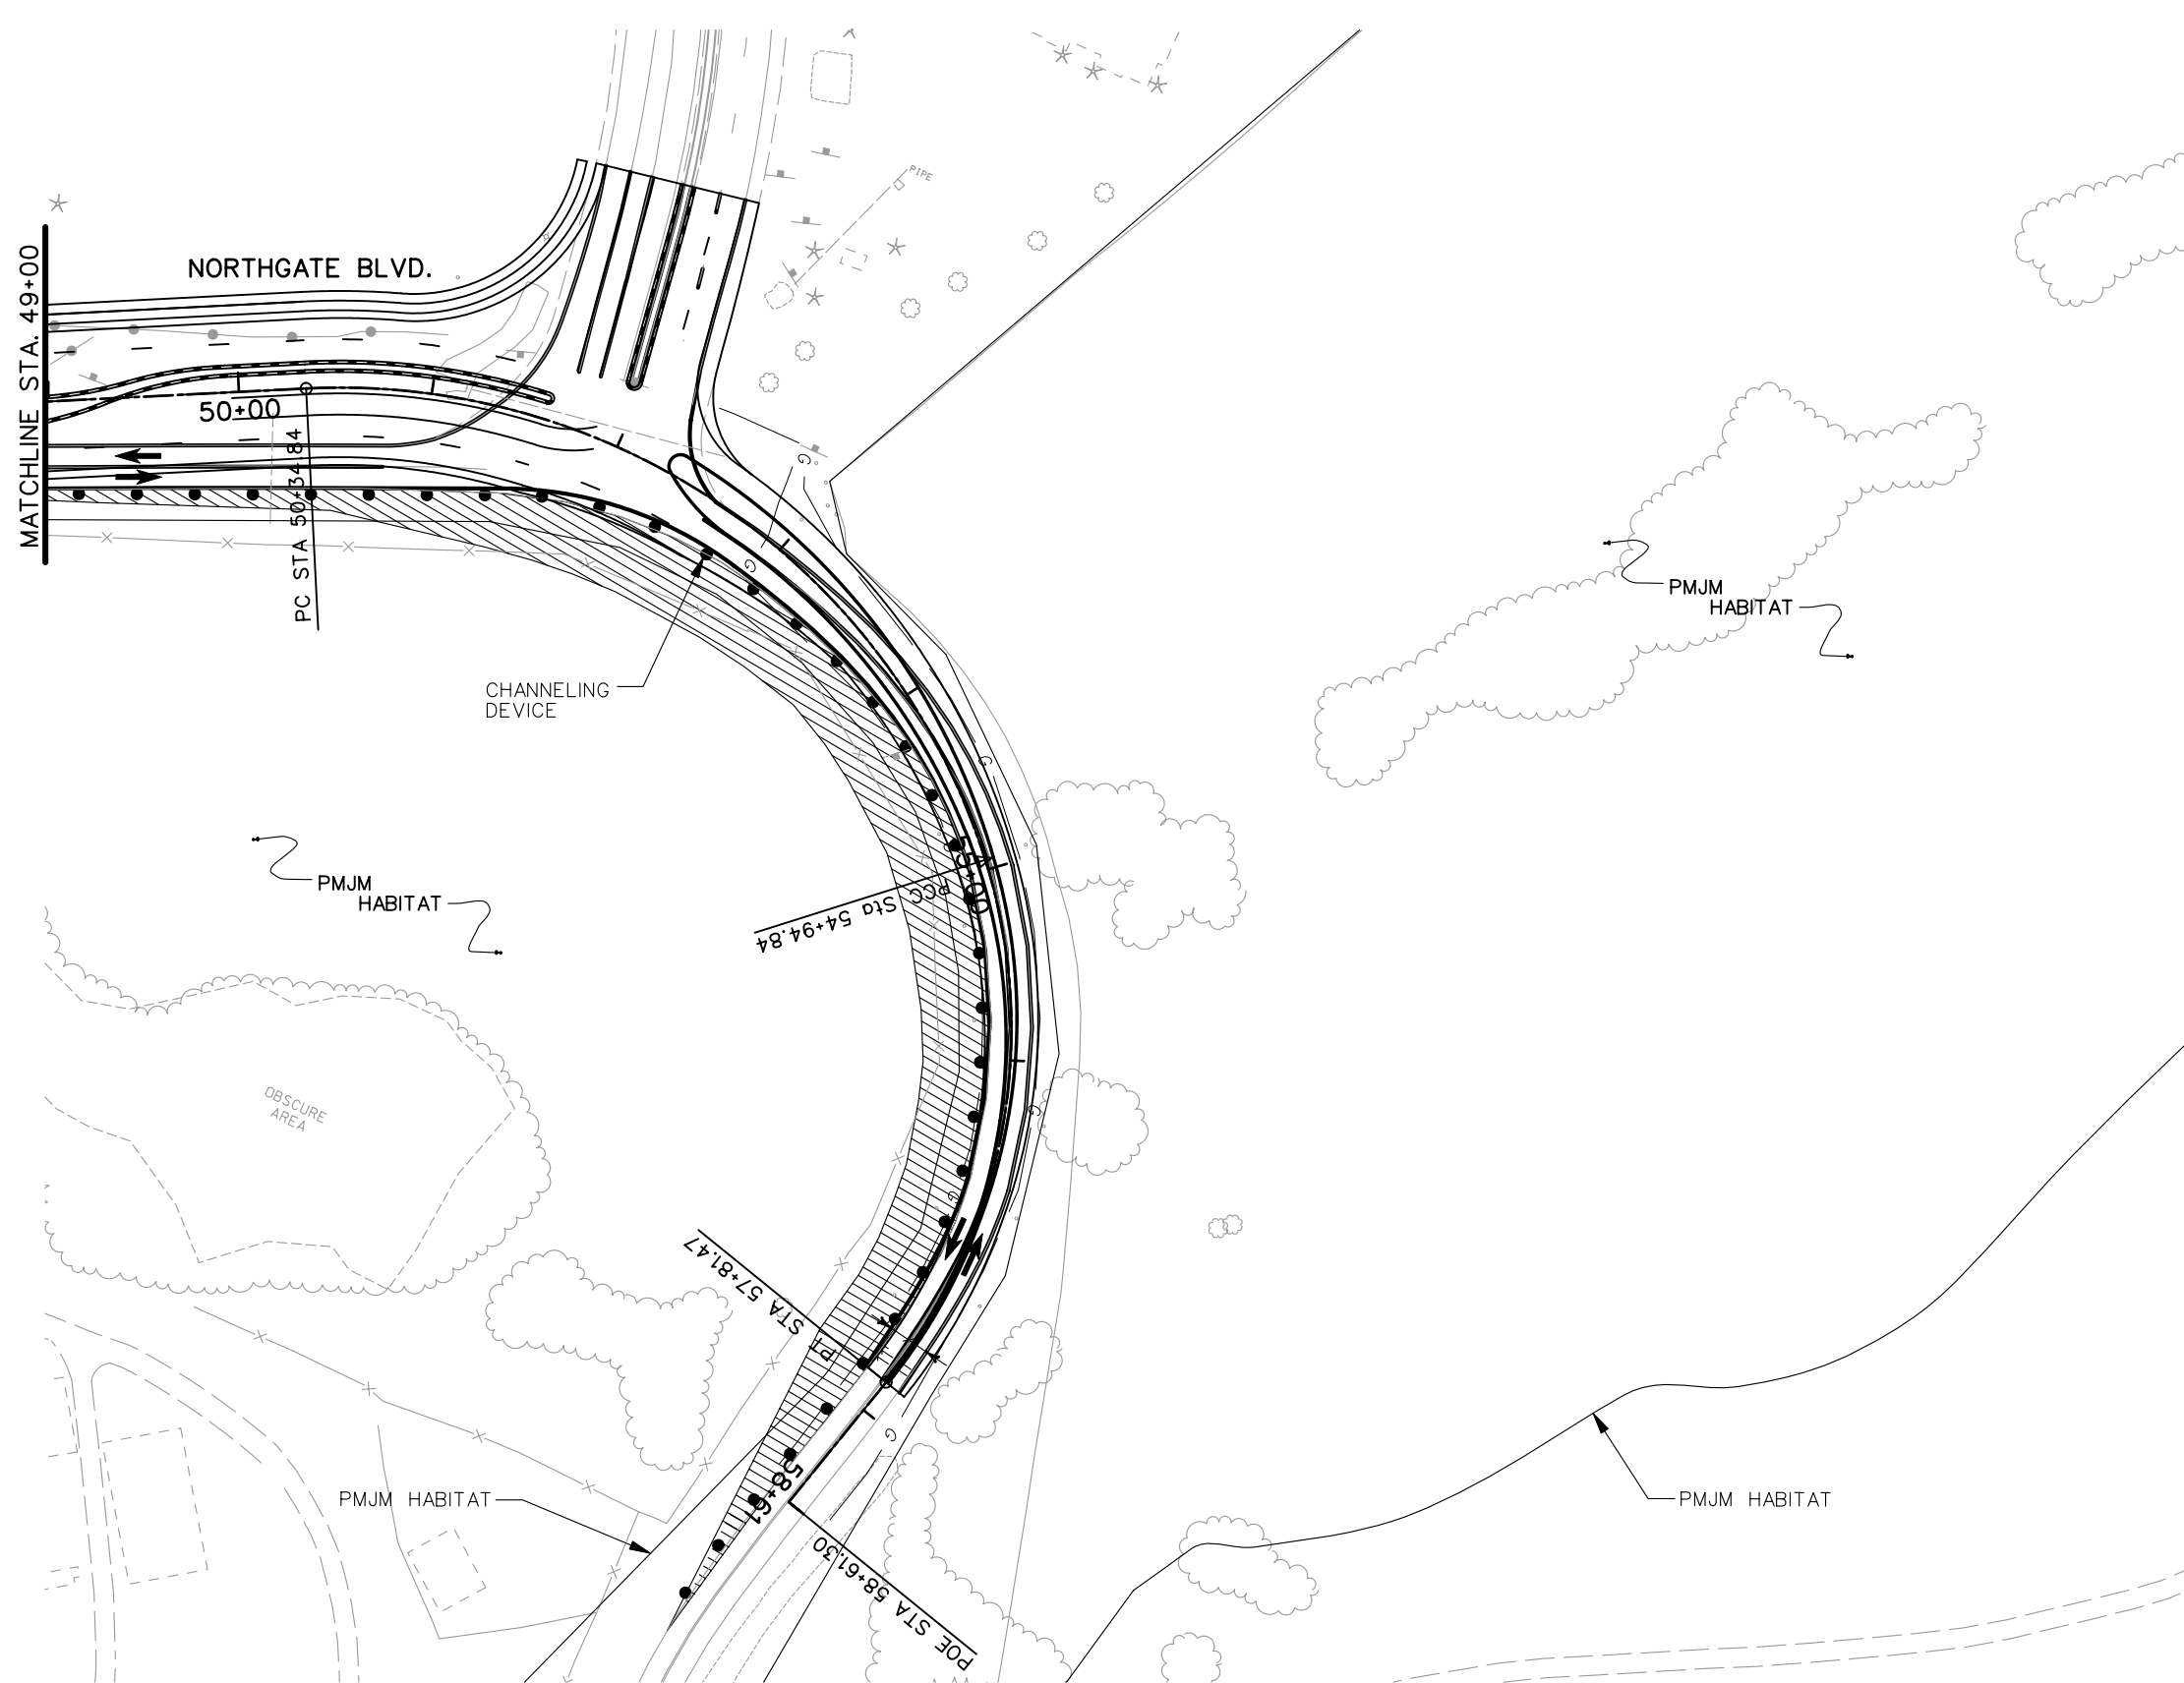 PIPE
NORTHGATE BLVD.
MATCHLINE STA. 49+00
50+00
PC STA 50+34.84
G
G
PMJM
HABITAT
CHANNELING
DEVICE
G
55+00
PCC Sta 54+94.84
PMJM
HABITAT
OBSCURE
AREA
G
G
PT STA 57+81.47
G
58+61
PMJM HABITAT
PMJM HABITAT
POE STA 58+61.30